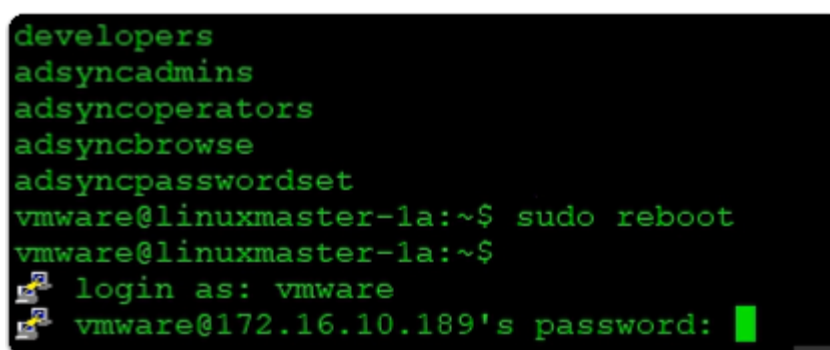 developers
adsyncadmins
adsyncoperators
adsyncbrowse
adsyncpasswordset
vmware@linuxmaster-1a:~$ sudo reboot
vmware@linuxmaster-1a:~$
login as: vmware
vmware@172.16.10.189's password: